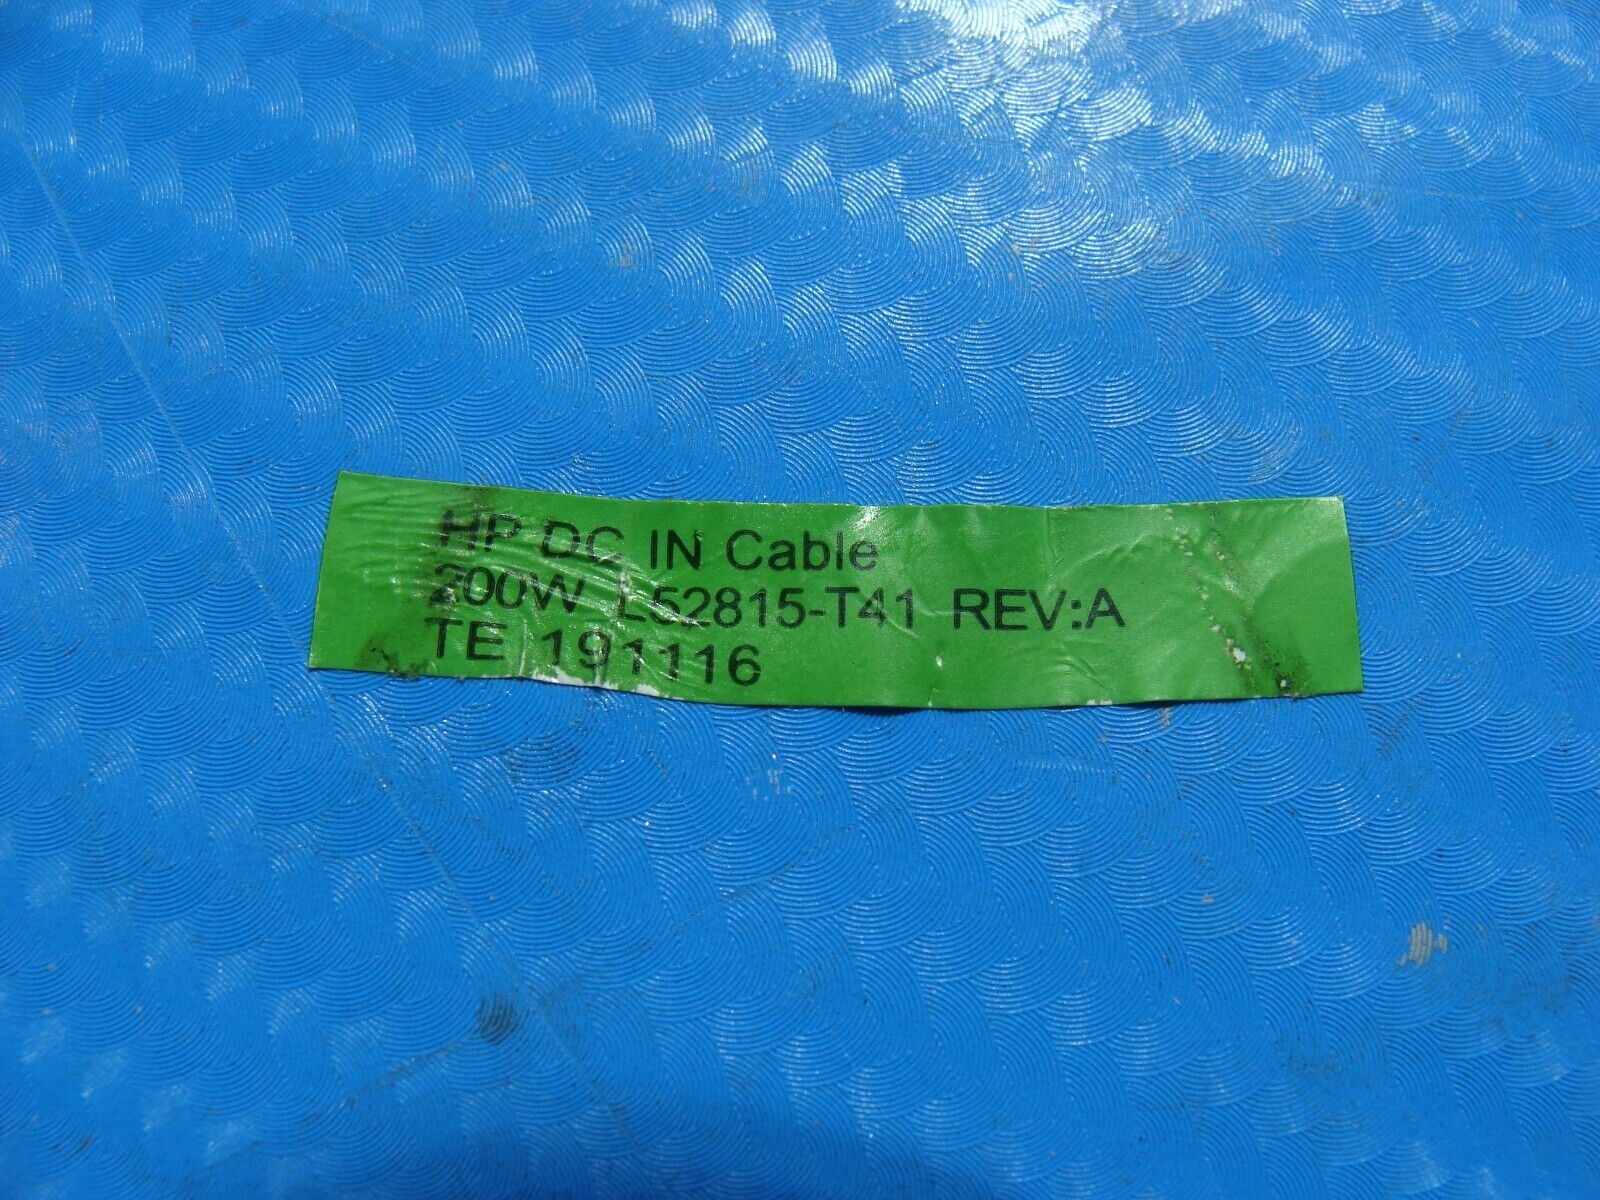 HP DC IN Cable
200W L52815-T41 REV:A
TE 191116